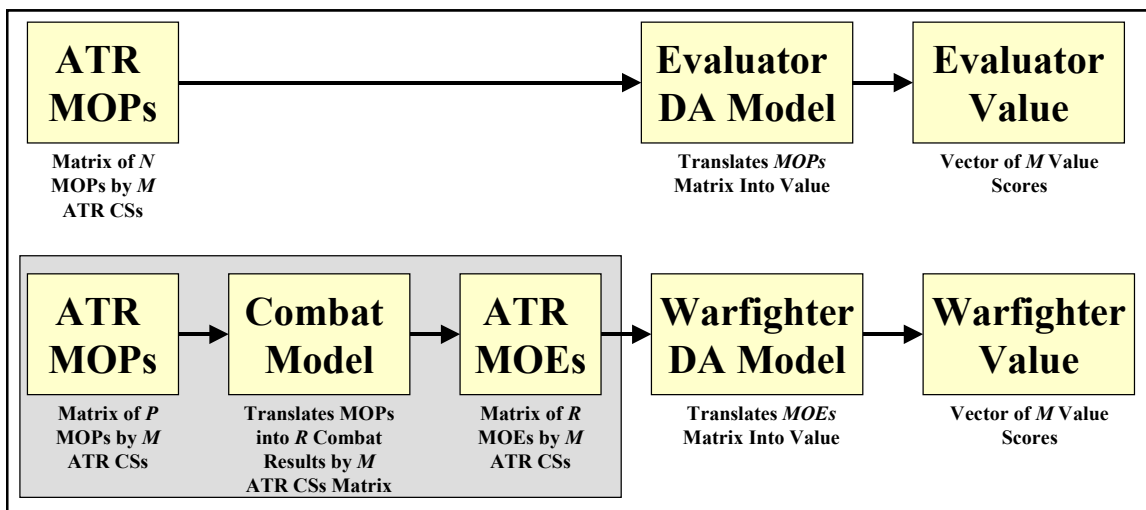 ATR
MOPs
Evaluator
DA Model
Evaluator
Value
Matrix of N
MOPs by M
ATR CSs
Translates MOPs
Matrix Into Value
Vector of M Value
Scores
ATR
MOPs
Combat
Model
ATR
MOEs
Warfighter
DA Model
Warfighter
Value
Matrix of P
MOPs by M
ATR CSs
Translates MOPs
into R Combat
Results by M
ATR CSs Matrix
Matrix of R
MOEs by M
ATR CSs
Translates MOEs
Matrix Into Value
Vector of M Value
Scores